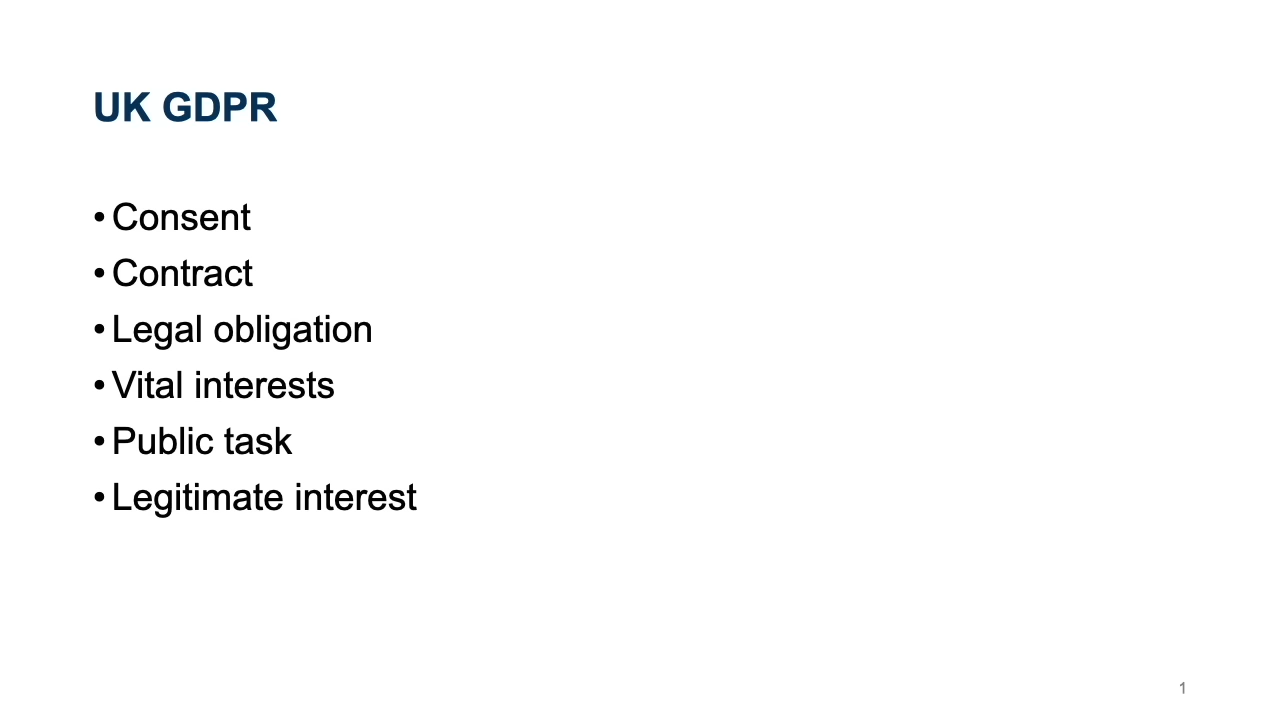 UK GDPR
• Consent
• Contract
• Legal obligation
• Vital interests
• Public task
• Legitimate interest
1